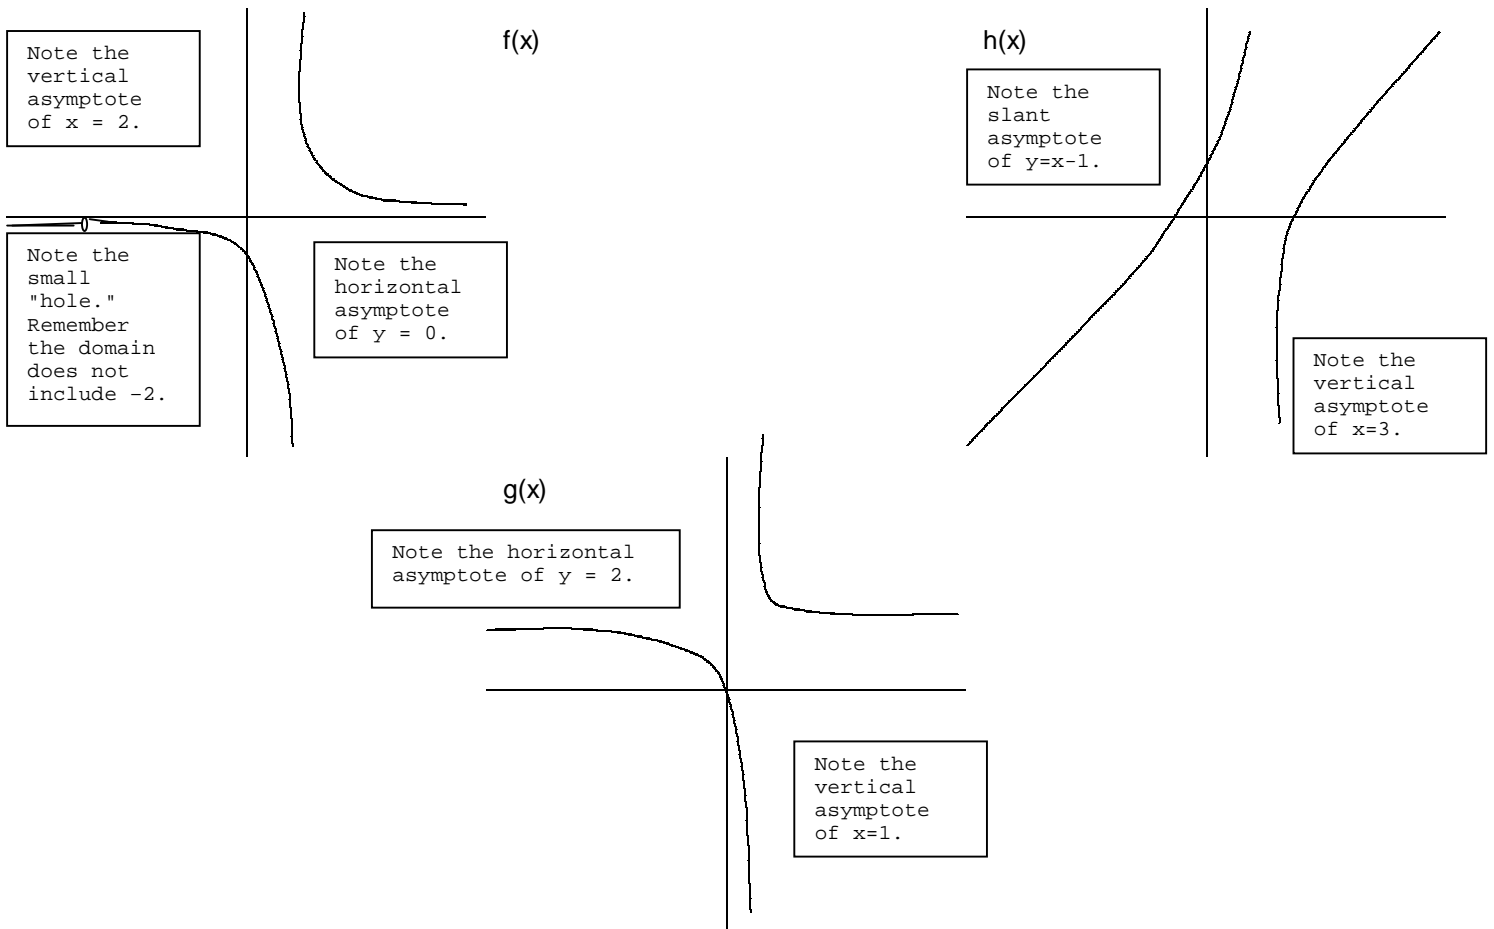 f(x)
Note the
vertical
asymptote
of x = 2.
Note the
small
"hole."
Remember
the domain
does not
include –2.
Note the
horizontal
asymptote
of y = 0.
h(x)
Note the
slant
asymptote
of y=x-1.
Note the
vertical
asymptote
of x=3.
g(x)
Note the horizontal
asymptote of y = 2.
Note the
vertical
asymptote
of x=1.